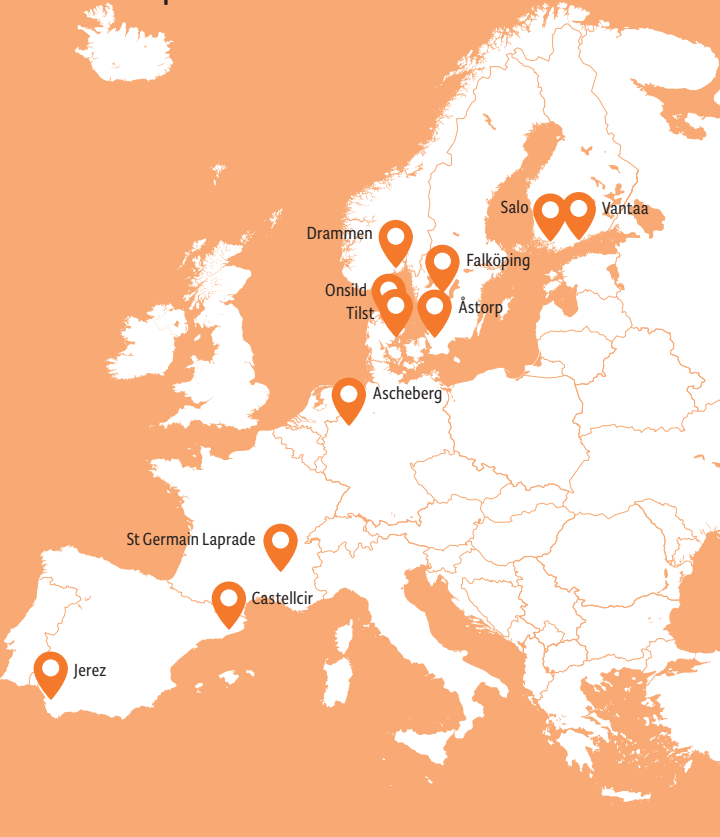 Salo
Vantaa
Drammen
Falköping
Onsild
Tilst
Åstorp
Ascheberg
St Germain Laprade
Castellcir
Jerez